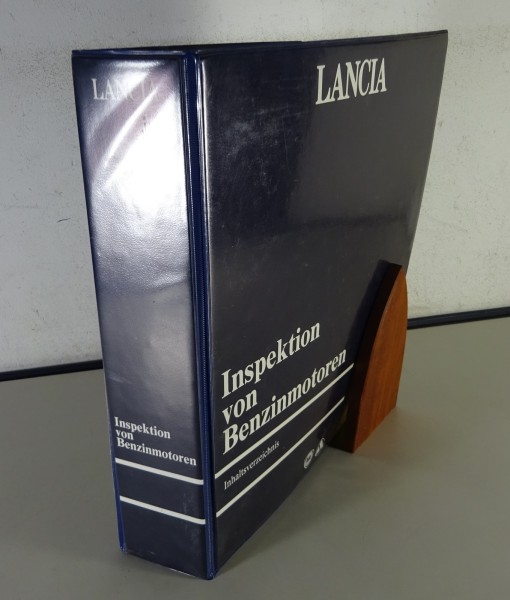 LANCIA
Inspektion
von
Benzinmotoren
LANCIA
Inspektion
von
Benzinmotoren
Inhaltsverzeichnis